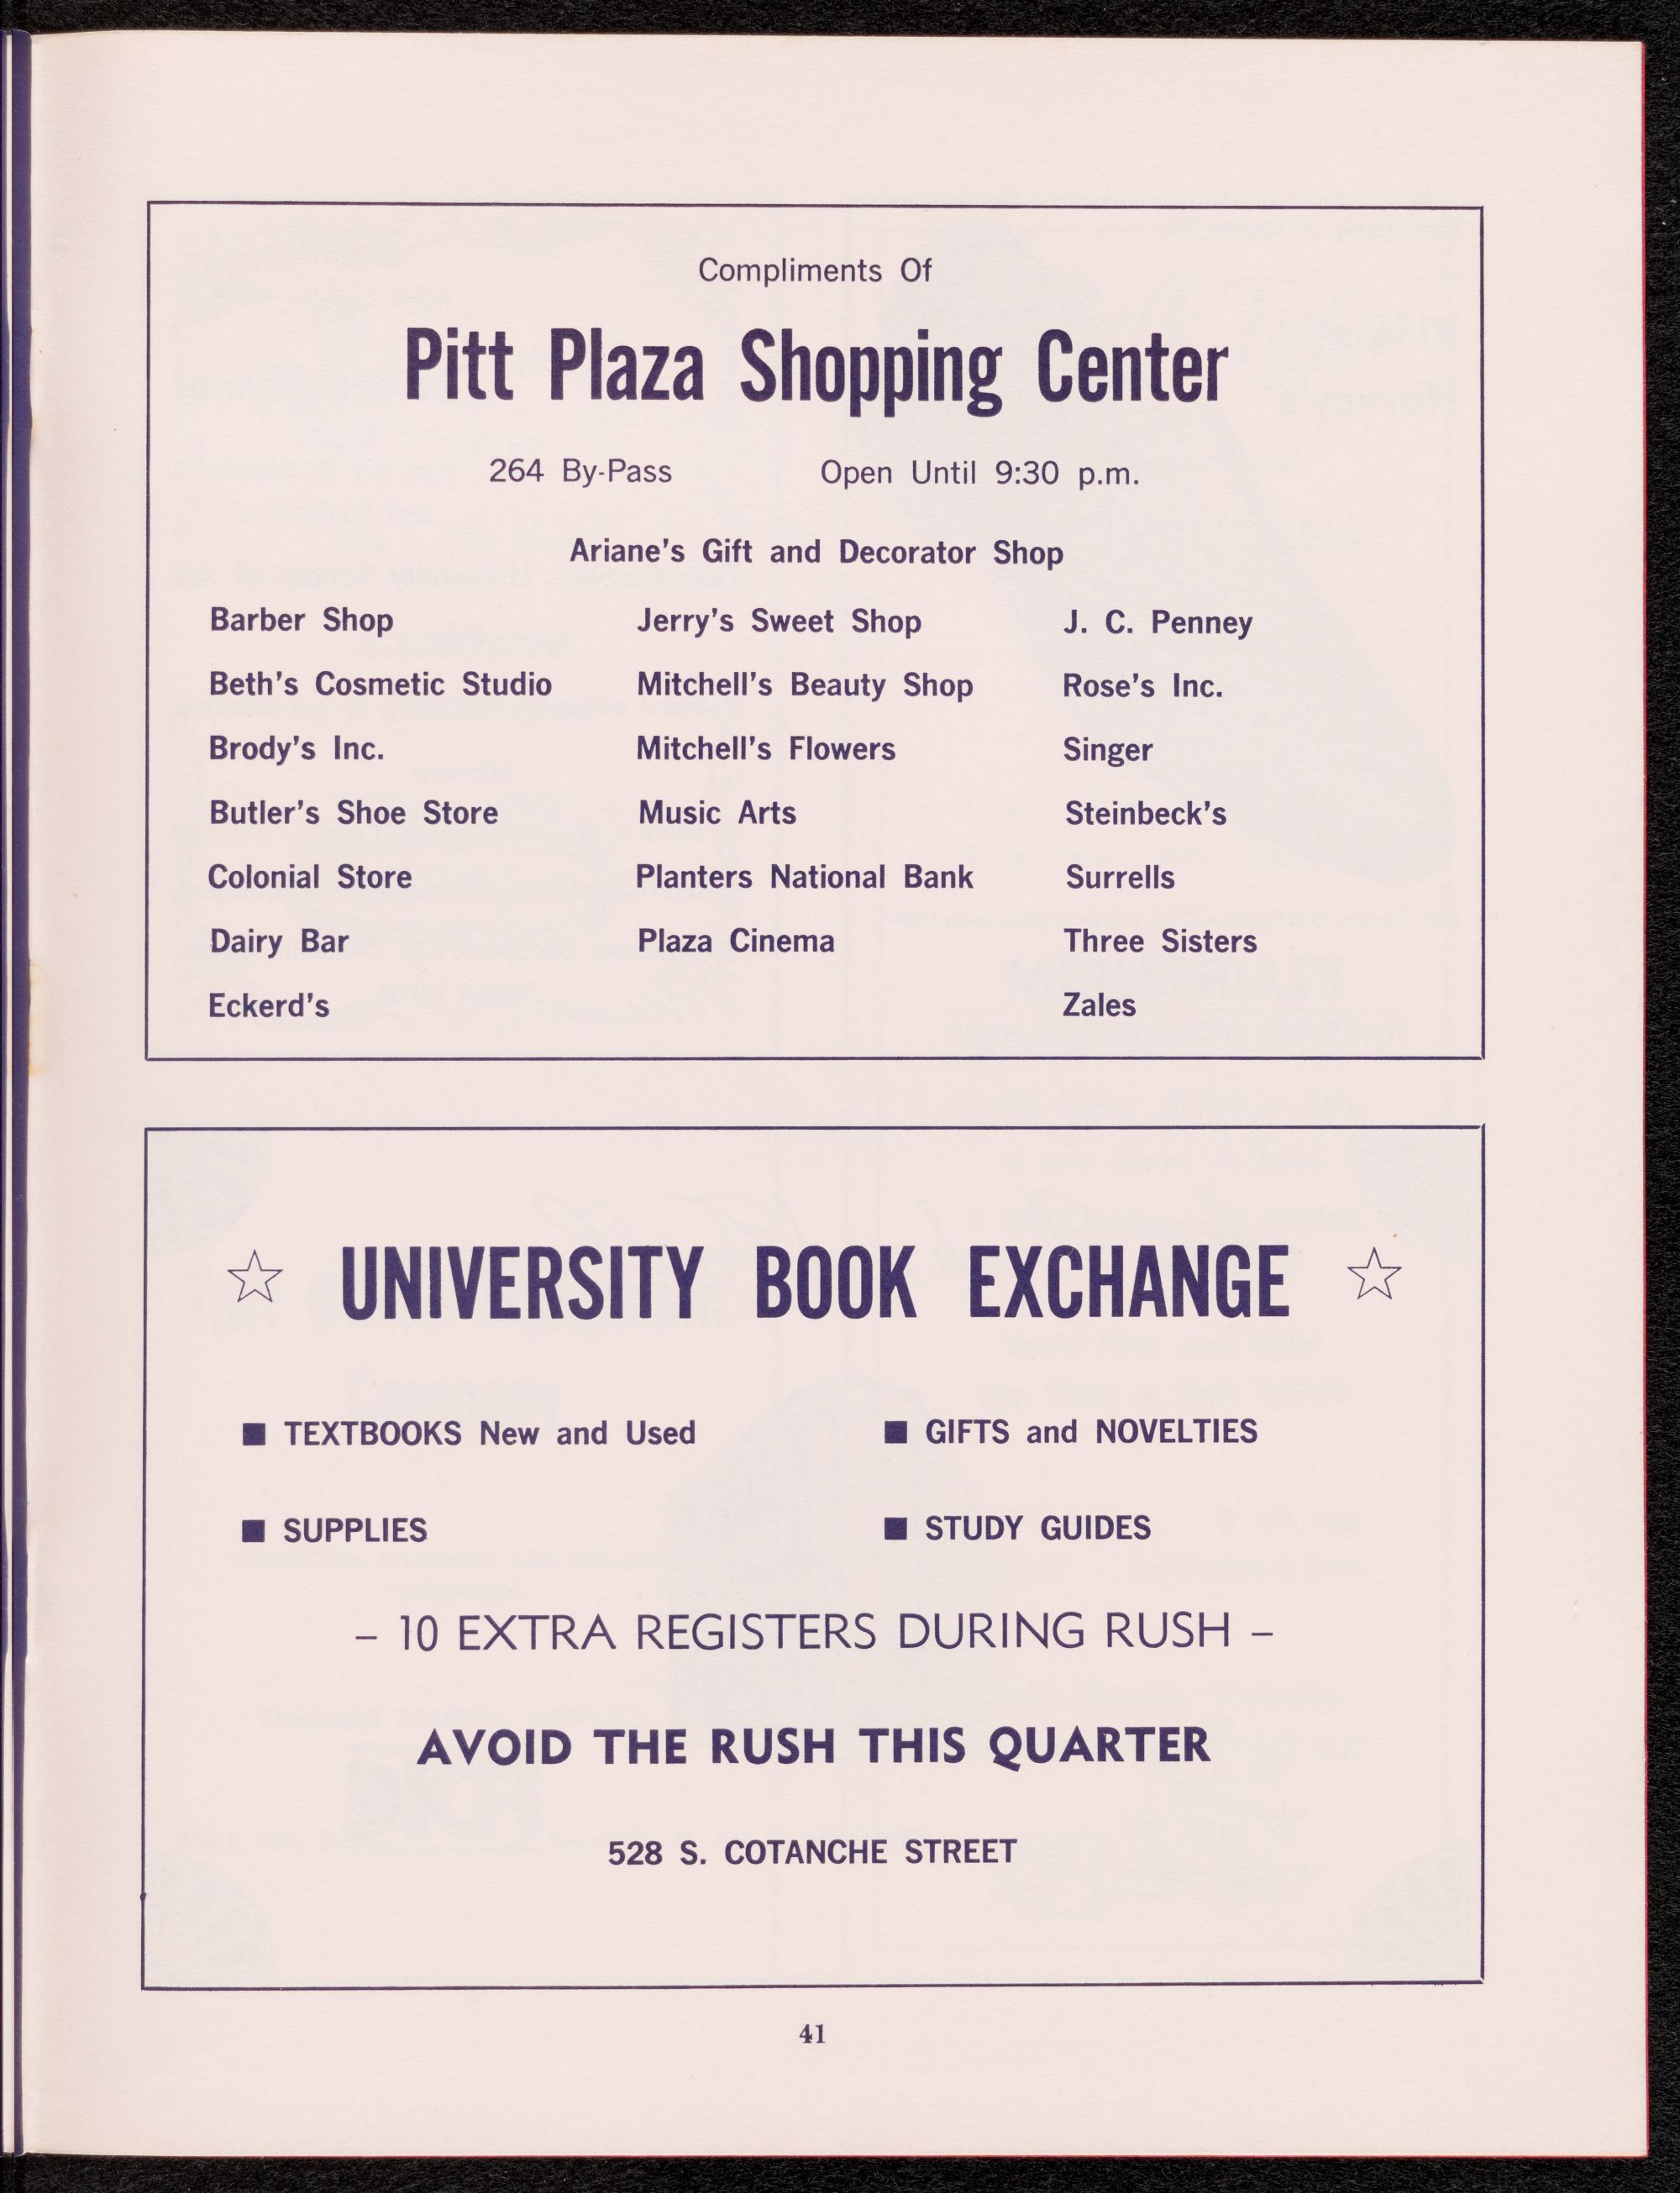 Compliments Of
Pitt Plaza Shopping Center
264 By-Pass Open Until 9:30 p.m.
Ariane's Gift and Decorator Shop
Barber Shop
Beth's Cosmetic Studio
Brody's Inc.
Butler's Shoe Store
Colonial Store
Dairy Bar
Eckerd's
Jerry's Sweet Shop
Mitchell's Beauty Shop
Mitchell's Flowers
Music Arts
Planters National Bank
Plaza Cinema
J. C. Penney
Rose's Inc.
Singer
Steinbeck's
Surrells
Three Sisters
Zales
☆ UNIVERSITY BOOK EXCHANGE ☆
■ TEXTBOOKS New and Used
■ SUPPLIES
■ GIFTS and NOVELTIES
■ STUDY GUIDES
– 10 EXTRA REGISTERS DURING RUSH –
AVOID THE RUSH THIS QUARTER
528 S. COTANCHE STREET
41